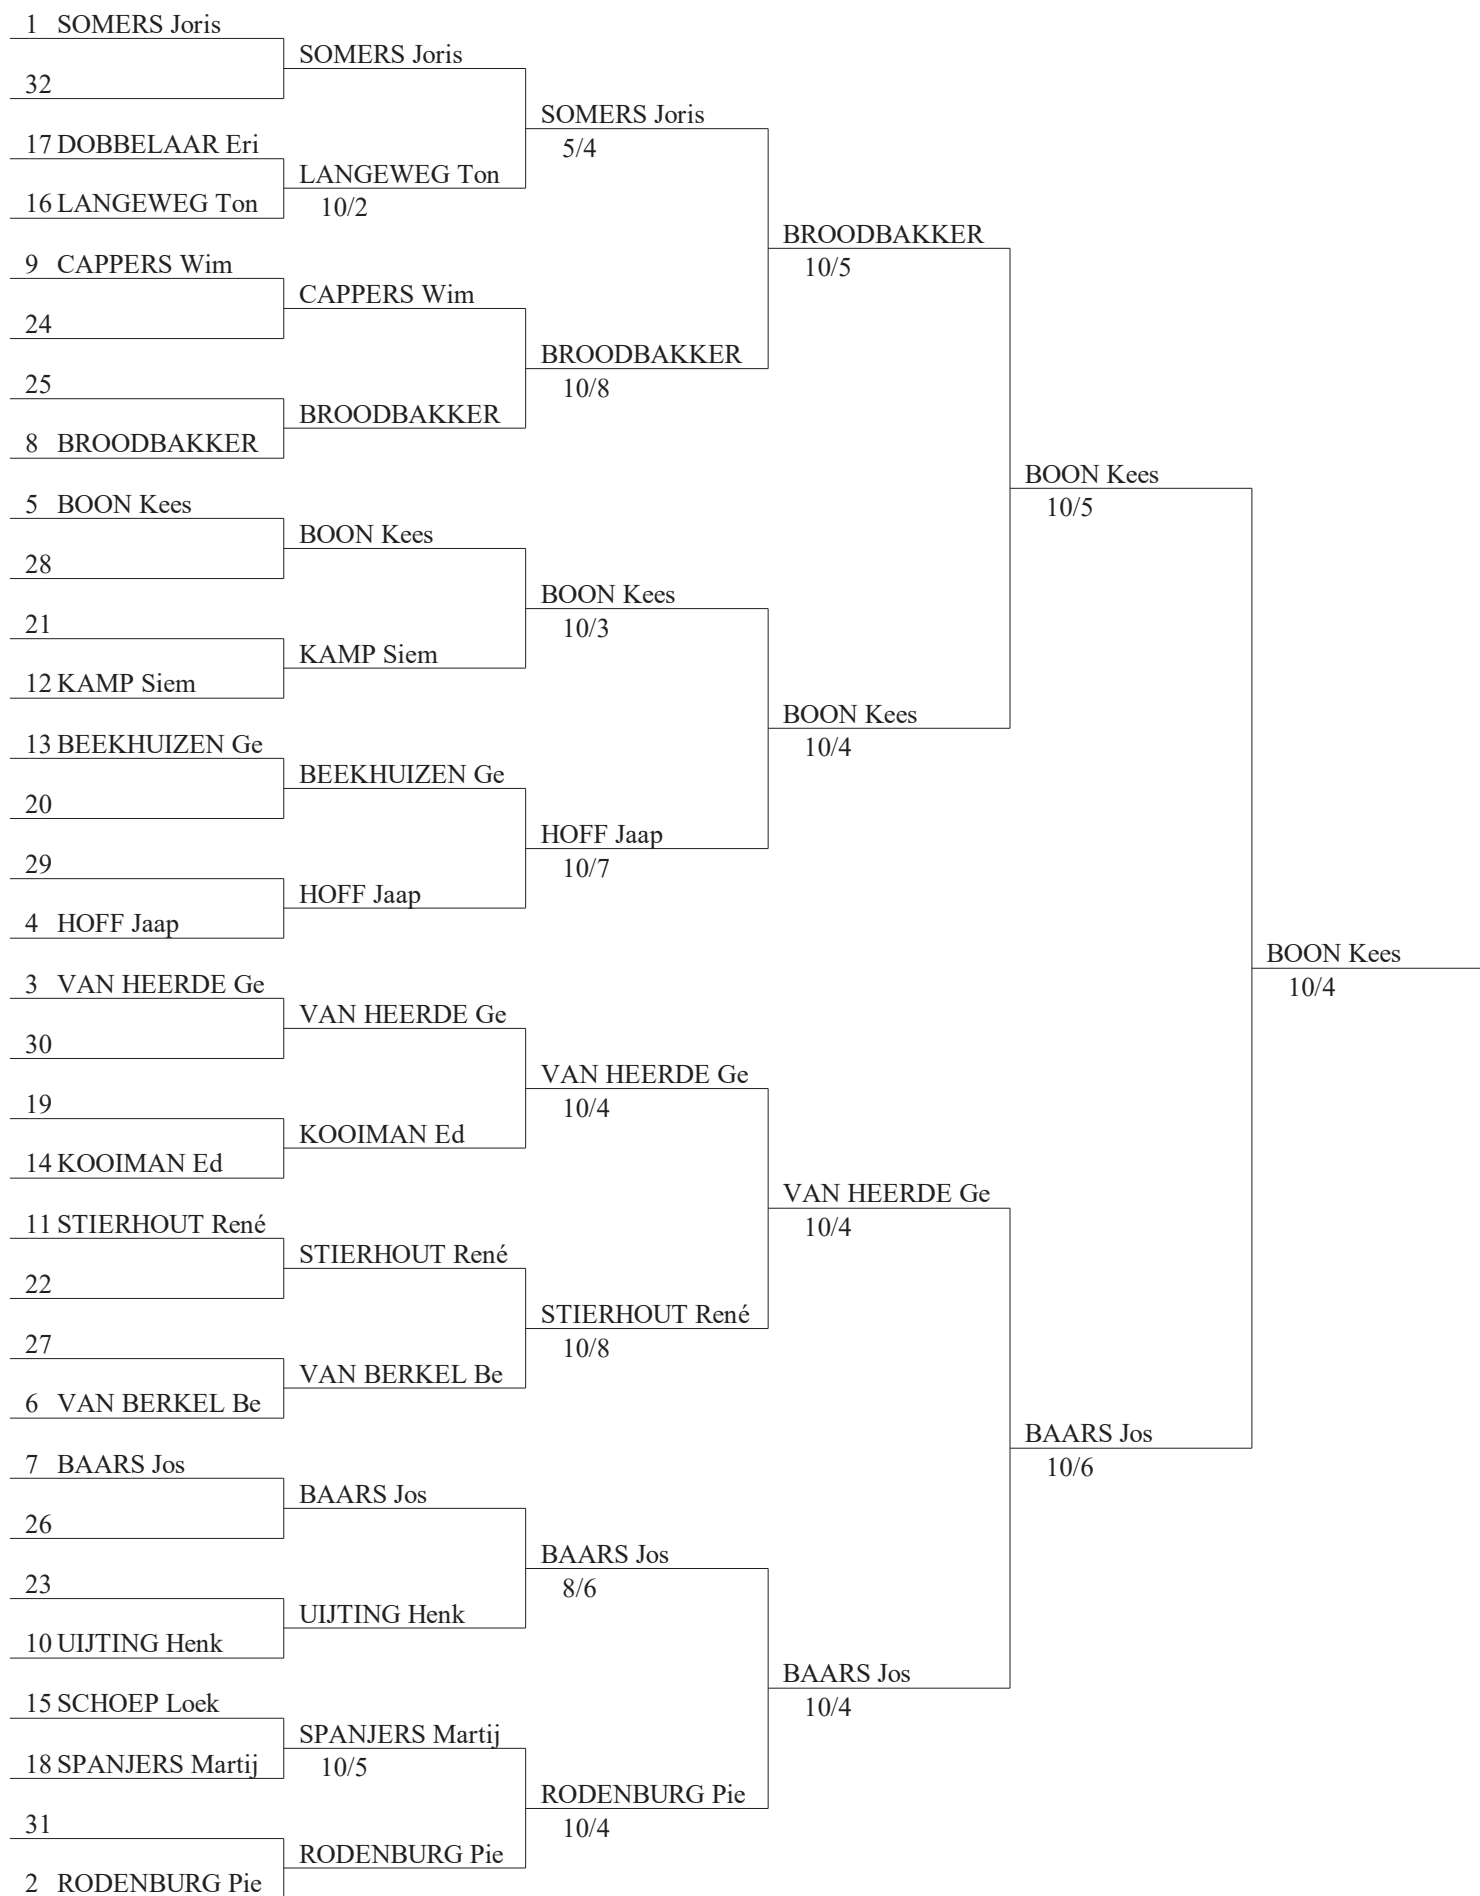 1 SOMERS Joris
32
17 DOBBELAAR Eri
16 LANGEWEG Ton
9 CAPPERS Wim
24
25
8 BROODBAKKER
5 BOON Kees
28
21
12 KAMP Siem
13 BEEKHUIZEN Ge
20
29
4 HOFF Jaap
3 VAN HEERDE Ge
30
19
14 KOOIMAN Ed
11 STIERHOUT René
22
27
6 VAN BERKEL Be
7 BAARS Jos
26
23
10 UIJTING Henk
15 SCHOEP Loek
18 SPANJERS Martij
31
2 RODENBURG Pie
SOMERS Joris
LANGEWEG Ton
10/2
CAPPERS Wim
BROODBAKKER
BOON Kees
KAMP Siem
BEEKHUIZEN Ge
HOFF Jaap
VAN HEERDE Ge
KOOIMAN Ed
STIERHOUT René
VAN BERKEL Be
BAARS Jos
UIJTING Henk
SPANJERS Martij
10/5
RODENBURG Pie
SOMERS Joris
5/4
BROODBAKKER
10/8
BOON Kees
10/3
HOFF Jaap
10/7
VAN HEERDE Ge
10/4
STIERHOUT René
10/8
BAARS Jos
8/6
RODENBURG Pie
10/4
BROODBAKKER
10/5
BOON Kees
10/4
VAN HEERDE Ge
10/4
BAARS Jos
10/4
BOON Kees
10/5
BAARS Jos
10/6
BOON Kees
10/4